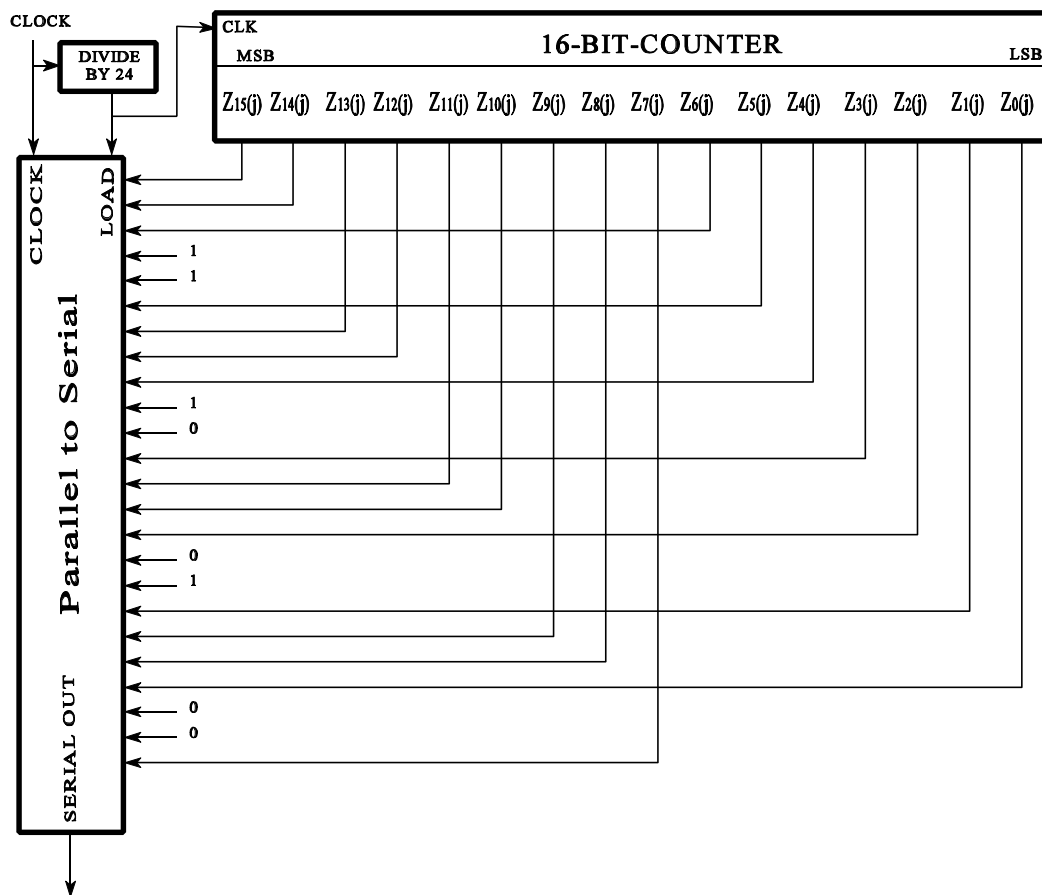 CLOCK
DIVIDE
BY 24
CLK
16-BIT-COUNTER
MSB
LSB
Z15(j) Z14(j) Z13(j) Z12(j) Z11(j) Z10(j) Z9(j) Z8(j) Z7(j) Z6(j) Z5(j) Z4(j) Z3(j) Z2(j) Z1(j) Z0(j)
CLOCK
LOAD
1
1
1
0
0
1
0
0
Parallel to Serial
SERIAL OUT